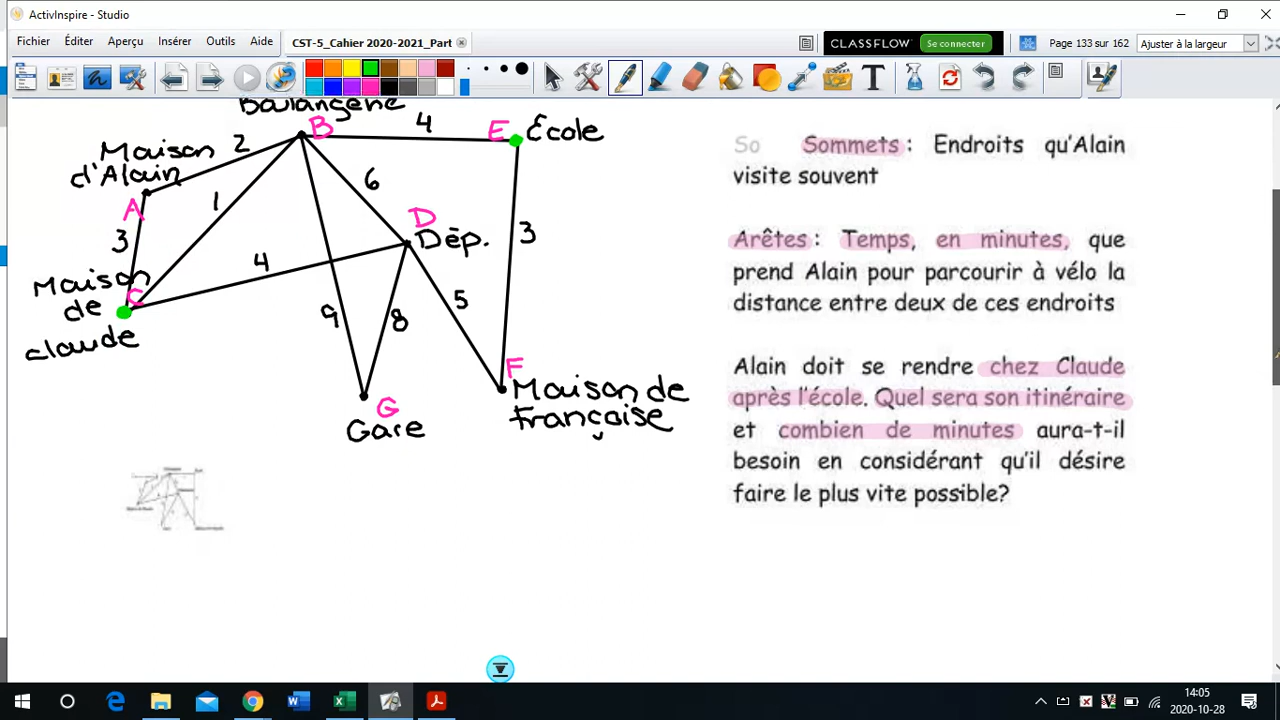 ActivInspire - Studio
Fichier Éditer Aperçu Insérer Outils Aide
CST-5_Cahier 2020-2021_Part
CLASSFLOW Se connecter
Page 133 sur 162
Ajuster à la largeur
Boulangerie
B
4
E École
2
Maison
d'Alain
A
1
6
D
Dép.
3
3
4
Maison
de
Claude
C
9
8
5
F
Maison de
Françoise
G
Gare
So Sommets : Endroits qu'Alain
visite souvent
Arêtes : Temps, en minutes, que
prend Alain pour parcourir à vélo la
distance entre deux de ces endroits
Alain doit se rendre chez Claude
après l'école. Quel sera son itinéraire
et combien de minutes aura-t-il
besoin en considérant qu'il désire
faire le plus vite possible?
14:05
2020-10-28